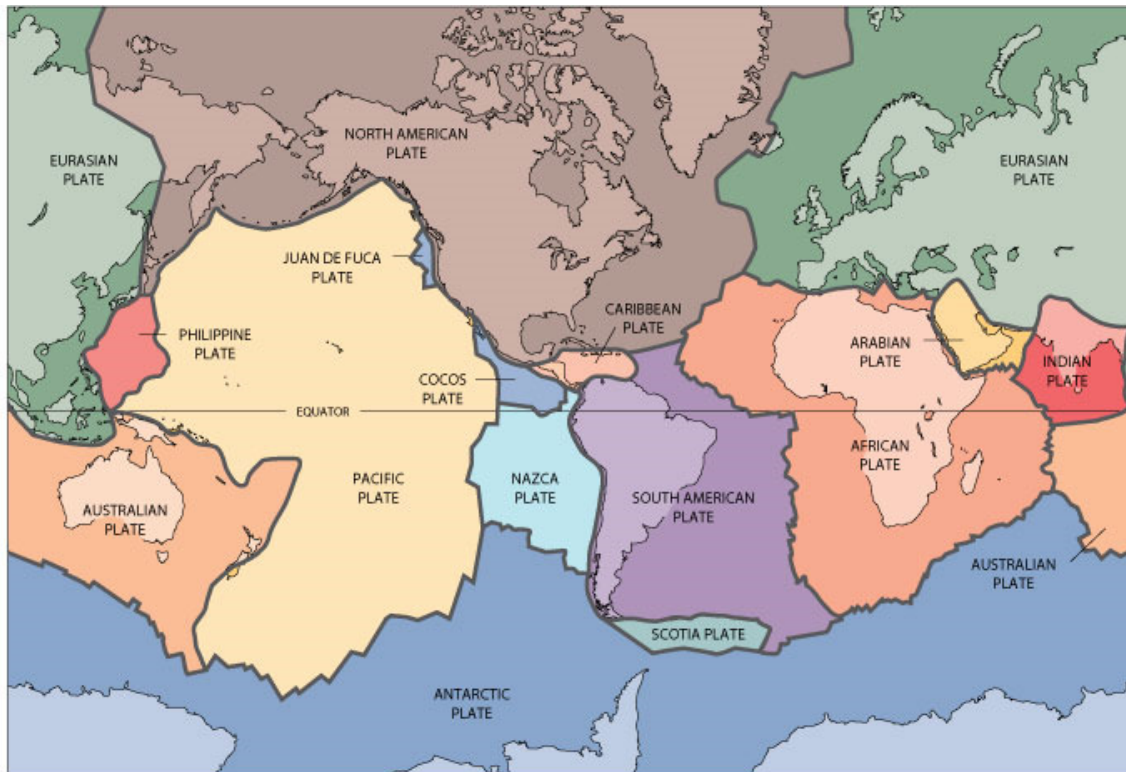 NORTH AMERICAN
PLATE
EURASIAN
PLATE
EURASIAN
PLATE
JUAN DE FUCA
PLATE
CARIBBEAN
PLATE
PHILIPPINE
PLATE
ARABIAN
PLATE
INDIAN
PLATE
COCOS
PLATE
EQUATOR
AFRICAN
PLATE
PACIFIC
PLATE
NAZCA
PLATE
SOUTH AMERICAN
PLATE
AUSTRALIAN
PLATE
AUSTRALIAN
PLATE
SCOTIA PLATE
ANTARCTIC
PLATE